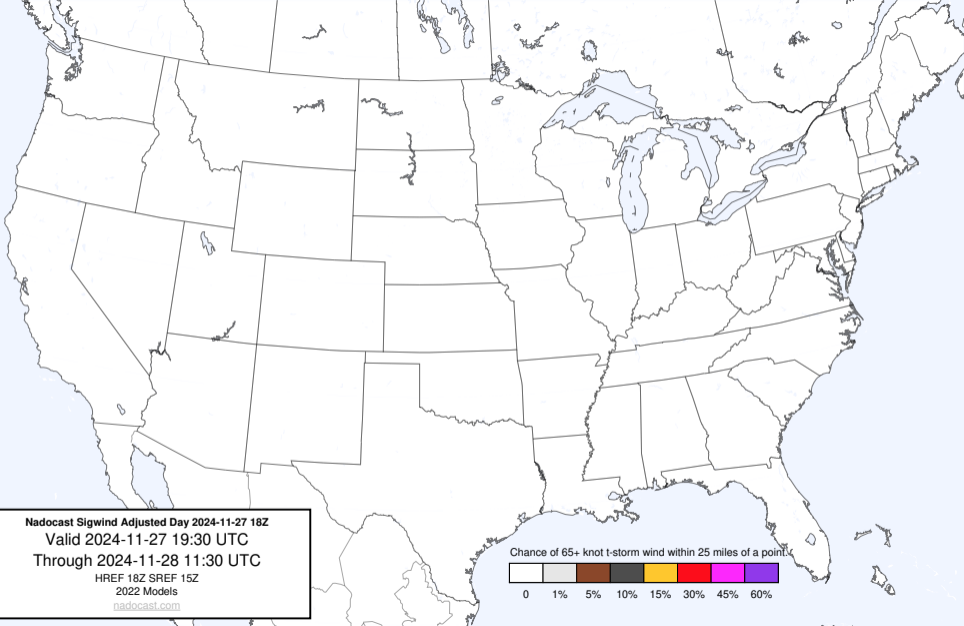 Nadocast Sigwind Adjusted Day 2024-11-27 18Z
Valid 2024-11-27 19:30 UTC
Through 2024-11-28 11:30 UTC
HREF 18Z SREF 15Z
2022 Models
nadocast.com
Chance of 65+ knot t-storm wind within 25 miles of a point.
0 1% 5% 10% 15% 30% 45% 60%